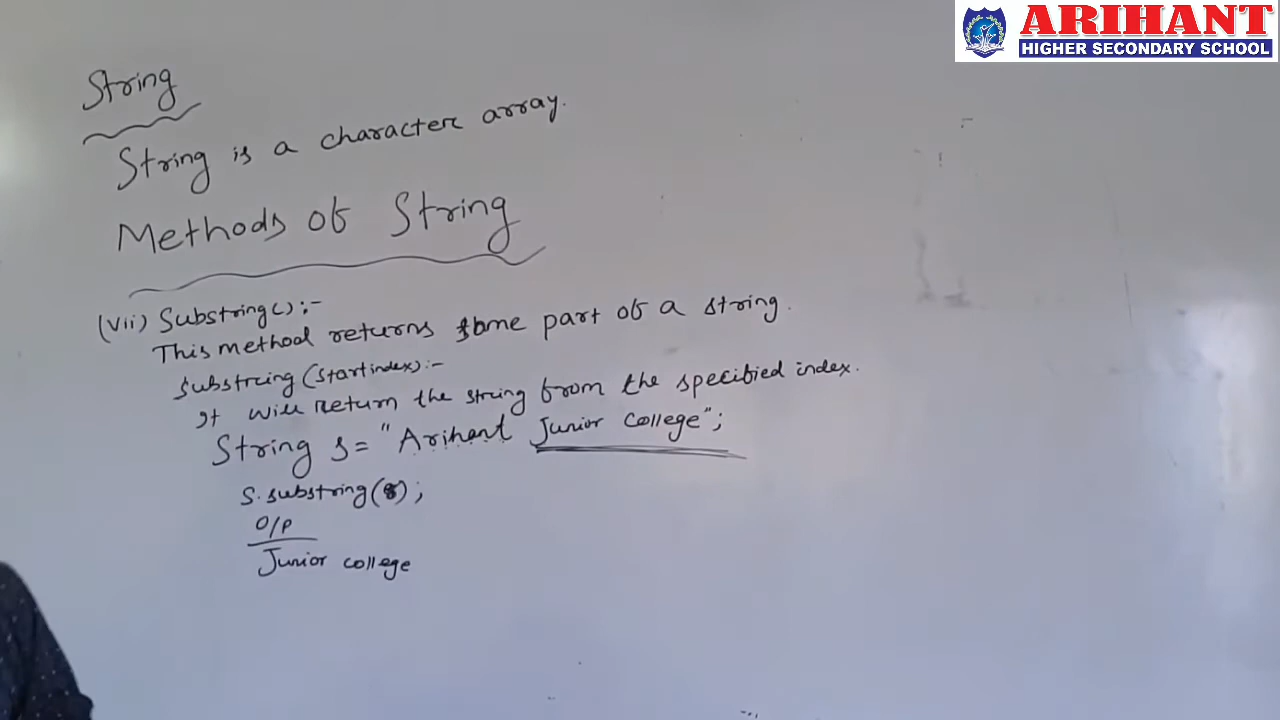 ARIHANT
HIGHER SECONDARY SCHOOL
String
String is a character array.
Methods of String
(vii) Substring():-
This method returns some part of a string.
substring(startindex):-
It will return the string from the specified index.
String s= "Arihant Junior College";
s.substring(8);
O/P
Junior college